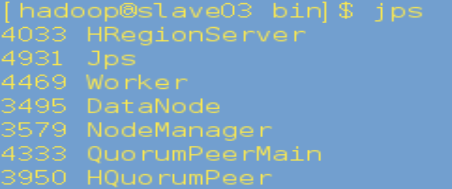 [hadoop@slave03 bin]$ jps
4033 HRegionServer
4931 Jps
4469 Worker
3495 DataNode
3579 NodeManager
4333 QuorumPeerMain
3950 HQuorumPeer